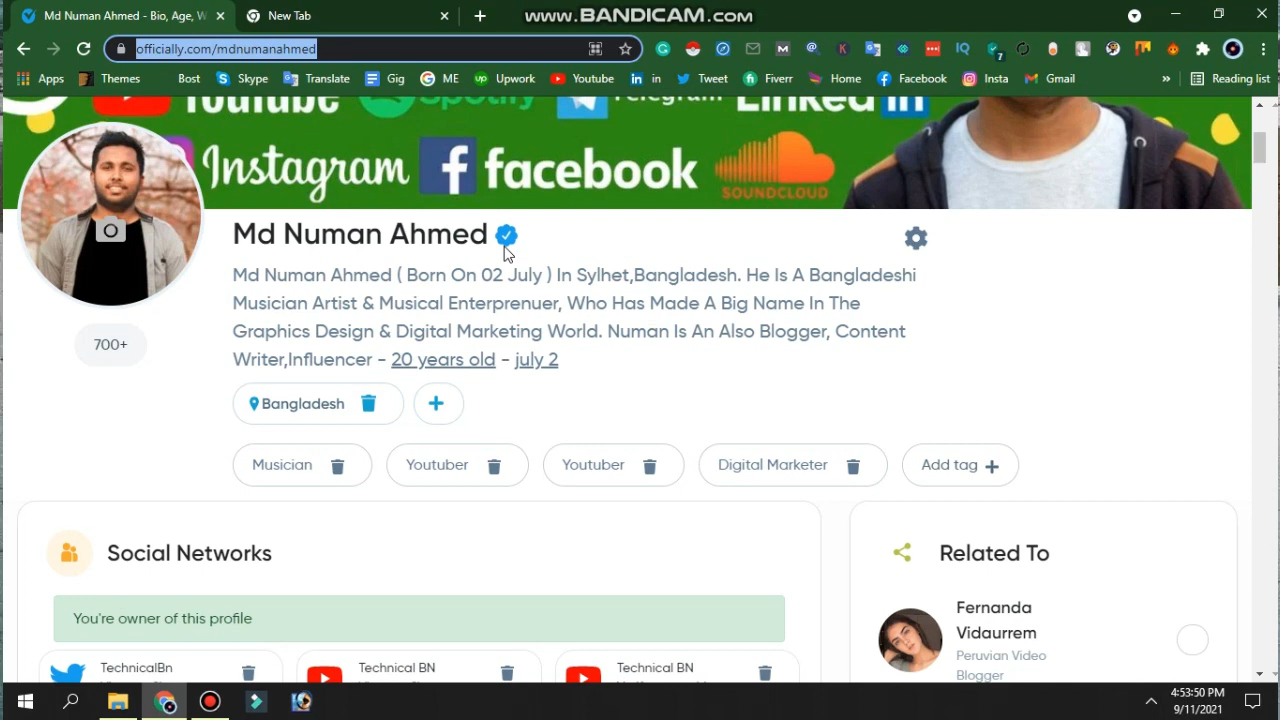 Md Numan Ahmed - Bio, Age, W
New Tab
www.BANDICAM.com
officially.com/mdnumanahmed
Apps Themes Bost Skype Translate Gig ME Upwork Youtube in Tweet Fiverr Home Facebook Insta Gmail » Reading list
YouTube Spotify Telegram Linked in
Instagram facebook SOUNDCLOUD
Md Numan Ahmed
Md Numan Ahmed ( Born On 02 July ) In Sylhet,Bangladesh. He Is A Bangladeshi
Musician Artist & Musical Enterprenuer, Who Has Made A Big Name In The
Graphics Design & Digital Marketing World. Numan Is An Also Blogger, Content
Writer,Influencer - 20 years old - july 2
700+
Bangladesh
Musician Youtuber Youtuber Digital Marketer Add tag
Social Networks
You're owner of this profile
TechnicalBn Technical BN Technical BN
Related To
Fernanda
Vidaurrem
Peruvian Video
Blogger
4:53:50 PM
9/11/2021